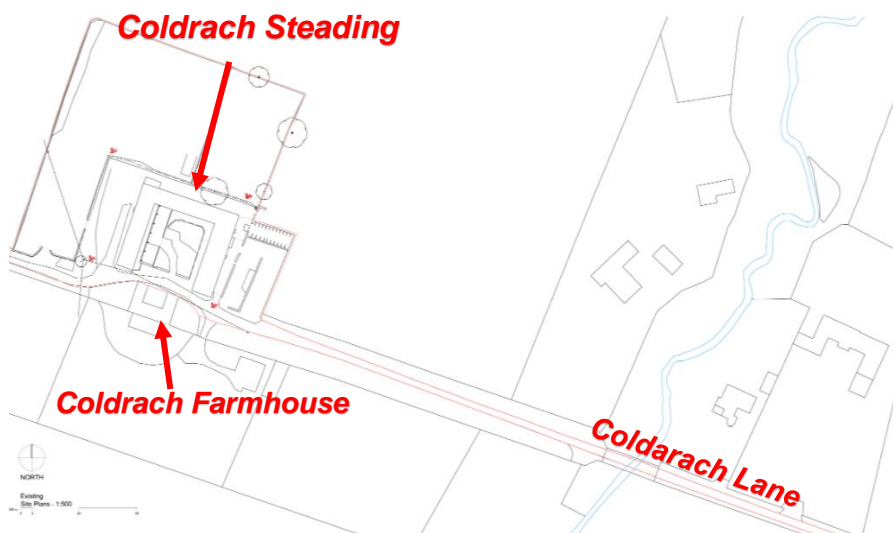 Coldrach Steading
Coldrach Farmhouse
Coldarach Lane
NORTH
Existing
Site Plans - 1:500